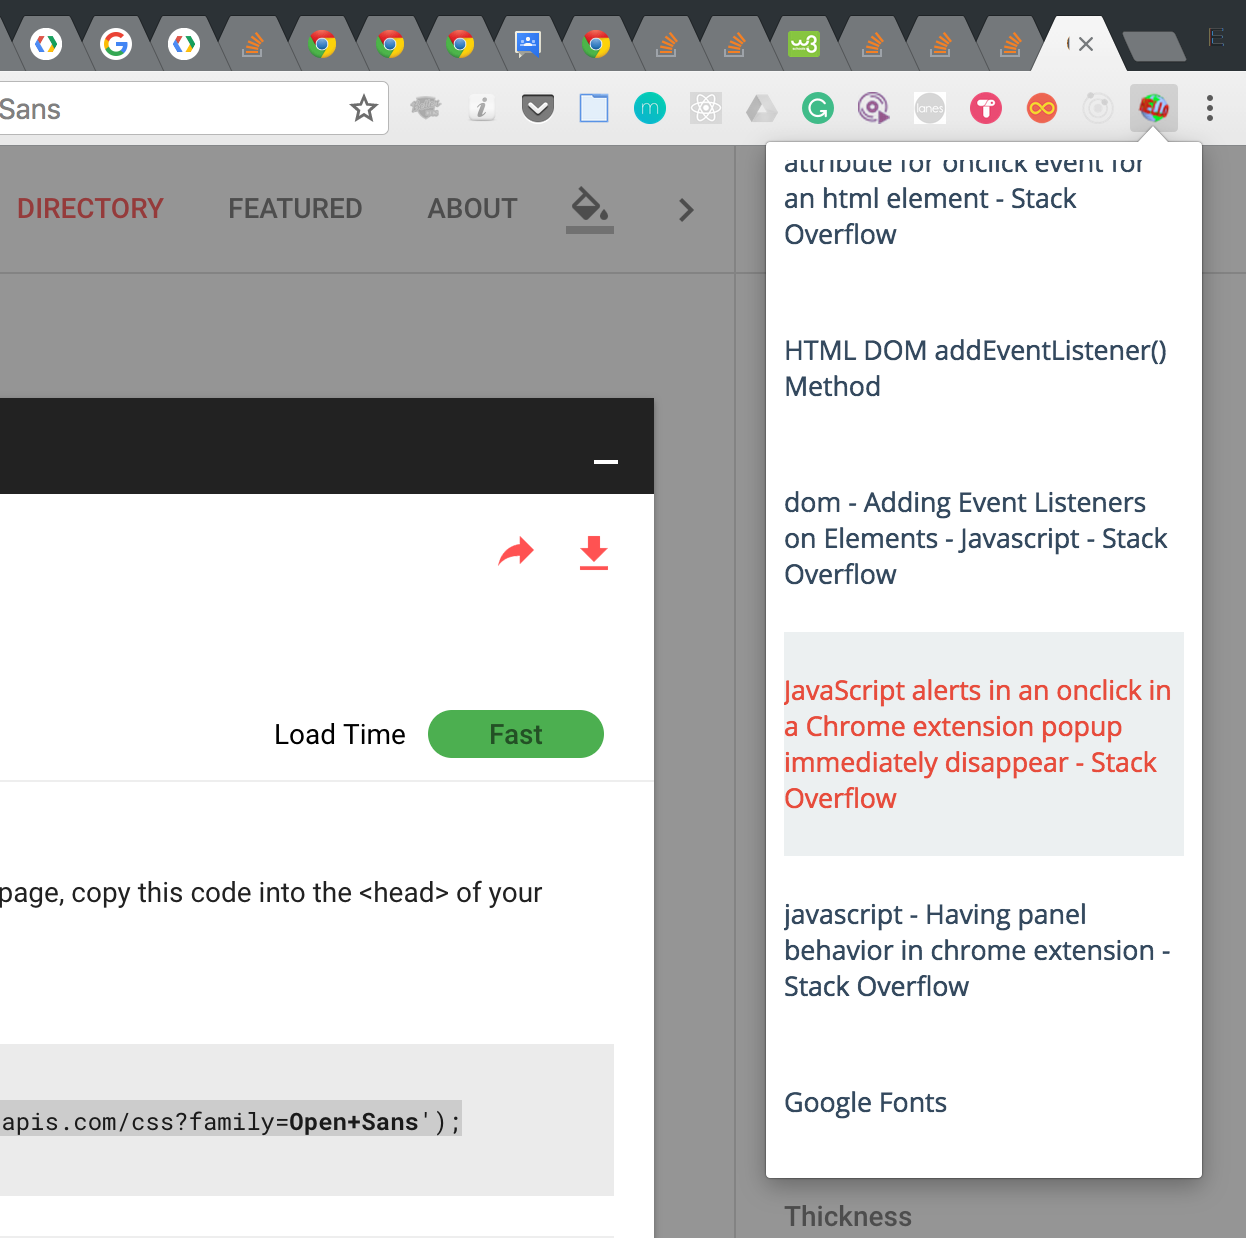 Sans
DIRECTORY
FEATURED
ABOUT
attribute for onclick event for
an html element - Stack
Overflow
HTML DOM addEventListener()
Method
dom - Adding Event Listeners
on Elements - Javascript - Stack
Overflow
JavaScript alerts in an onclick in
a Chrome extension popup
immediately disappear - Stack
Overflow
javascript - Having panel
behavior in chrome extension -
Stack Overflow
Google Fonts
Load Time
Fast
page, copy this code into the <head> of your
apis.com/css?family=Open+Sans');
Thickness
w3
m
i
lanes
E